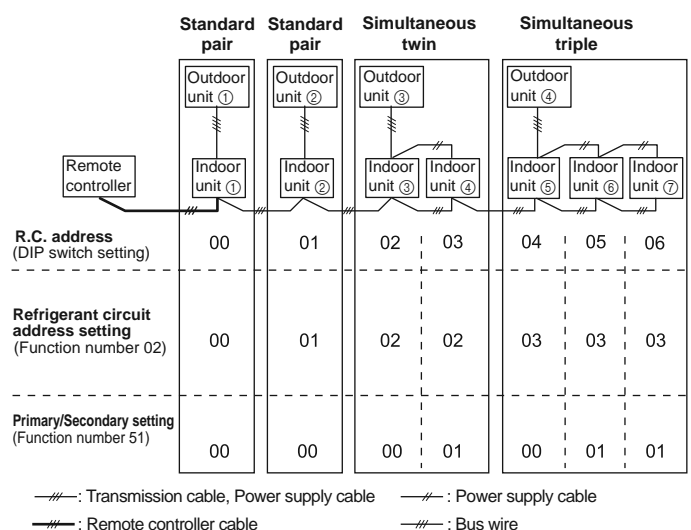 Standard Standard Simultaneous Simultaneous
pair pair twin triple
Outdoor Outdoor Outdoor Outdoor
unit ① unit ② unit ③ unit ④
Remote Indoor Indoor Indoor Indoor Indoor Indoor Indoor
controller unit ① unit ② unit ③ unit ④ unit ⑤ unit ⑥ unit ⑦
R.C. address
(DIP switch setting)
00 01 02 03 04 05 06
Refrigerant circuit
address setting
(Function number 02)
00 01 02 02 03 03 03
Primary/Secondary setting
(Function number 51)
00 00 00 01 00 01 01
: Transmission cable, Power supply cable : Power supply cable
: Remote controller cable : Bus wire